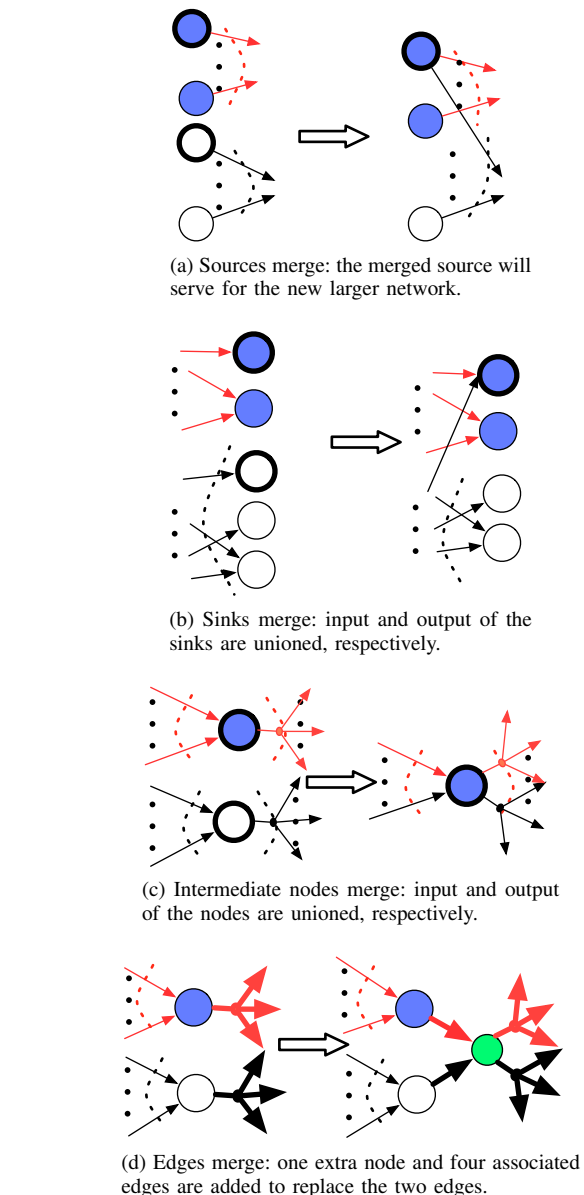 (a) Sources merge: the merged source will
serve for the new larger network.
(b) Sinks merge: input and output of the
sinks are unioned, respectively.
(c) Intermediate nodes merge: input and output
of the nodes are unioned, respectively.
(d) Edges merge: one extra node and four associated
edges are added to replace the two edges.